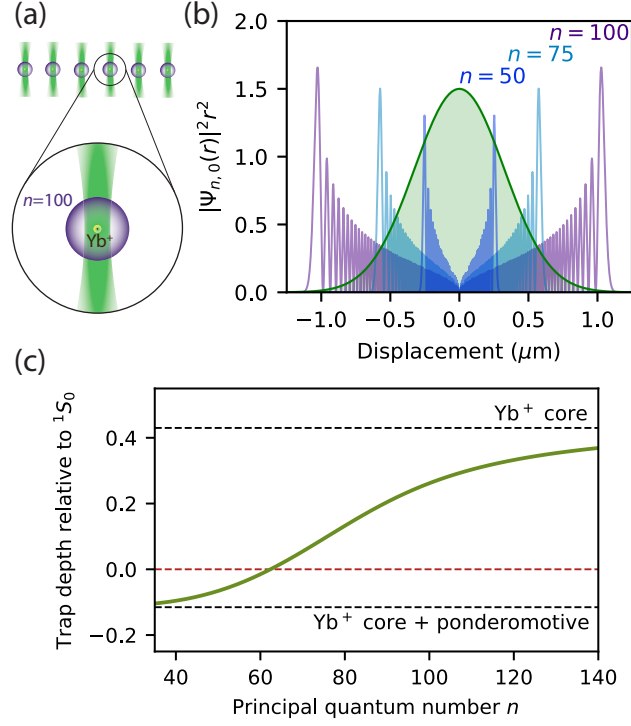 (a)
n=100
Yb⁺
(b)
n = 100
n = 75
n = 50
|Ψn,0(r)|²r²
2.0
1.5
1.0
0.5
0.0
−1.0 −0.5 0.0 0.5 1.0
Displacement (μm)
(c)
Trap depth relative to ¹S₀
0.4
0.2
0.0
−0.2
Yb⁺ core
Yb⁺ core + ponderomotive
40 60 80 100 120 140
Principal quantum number n